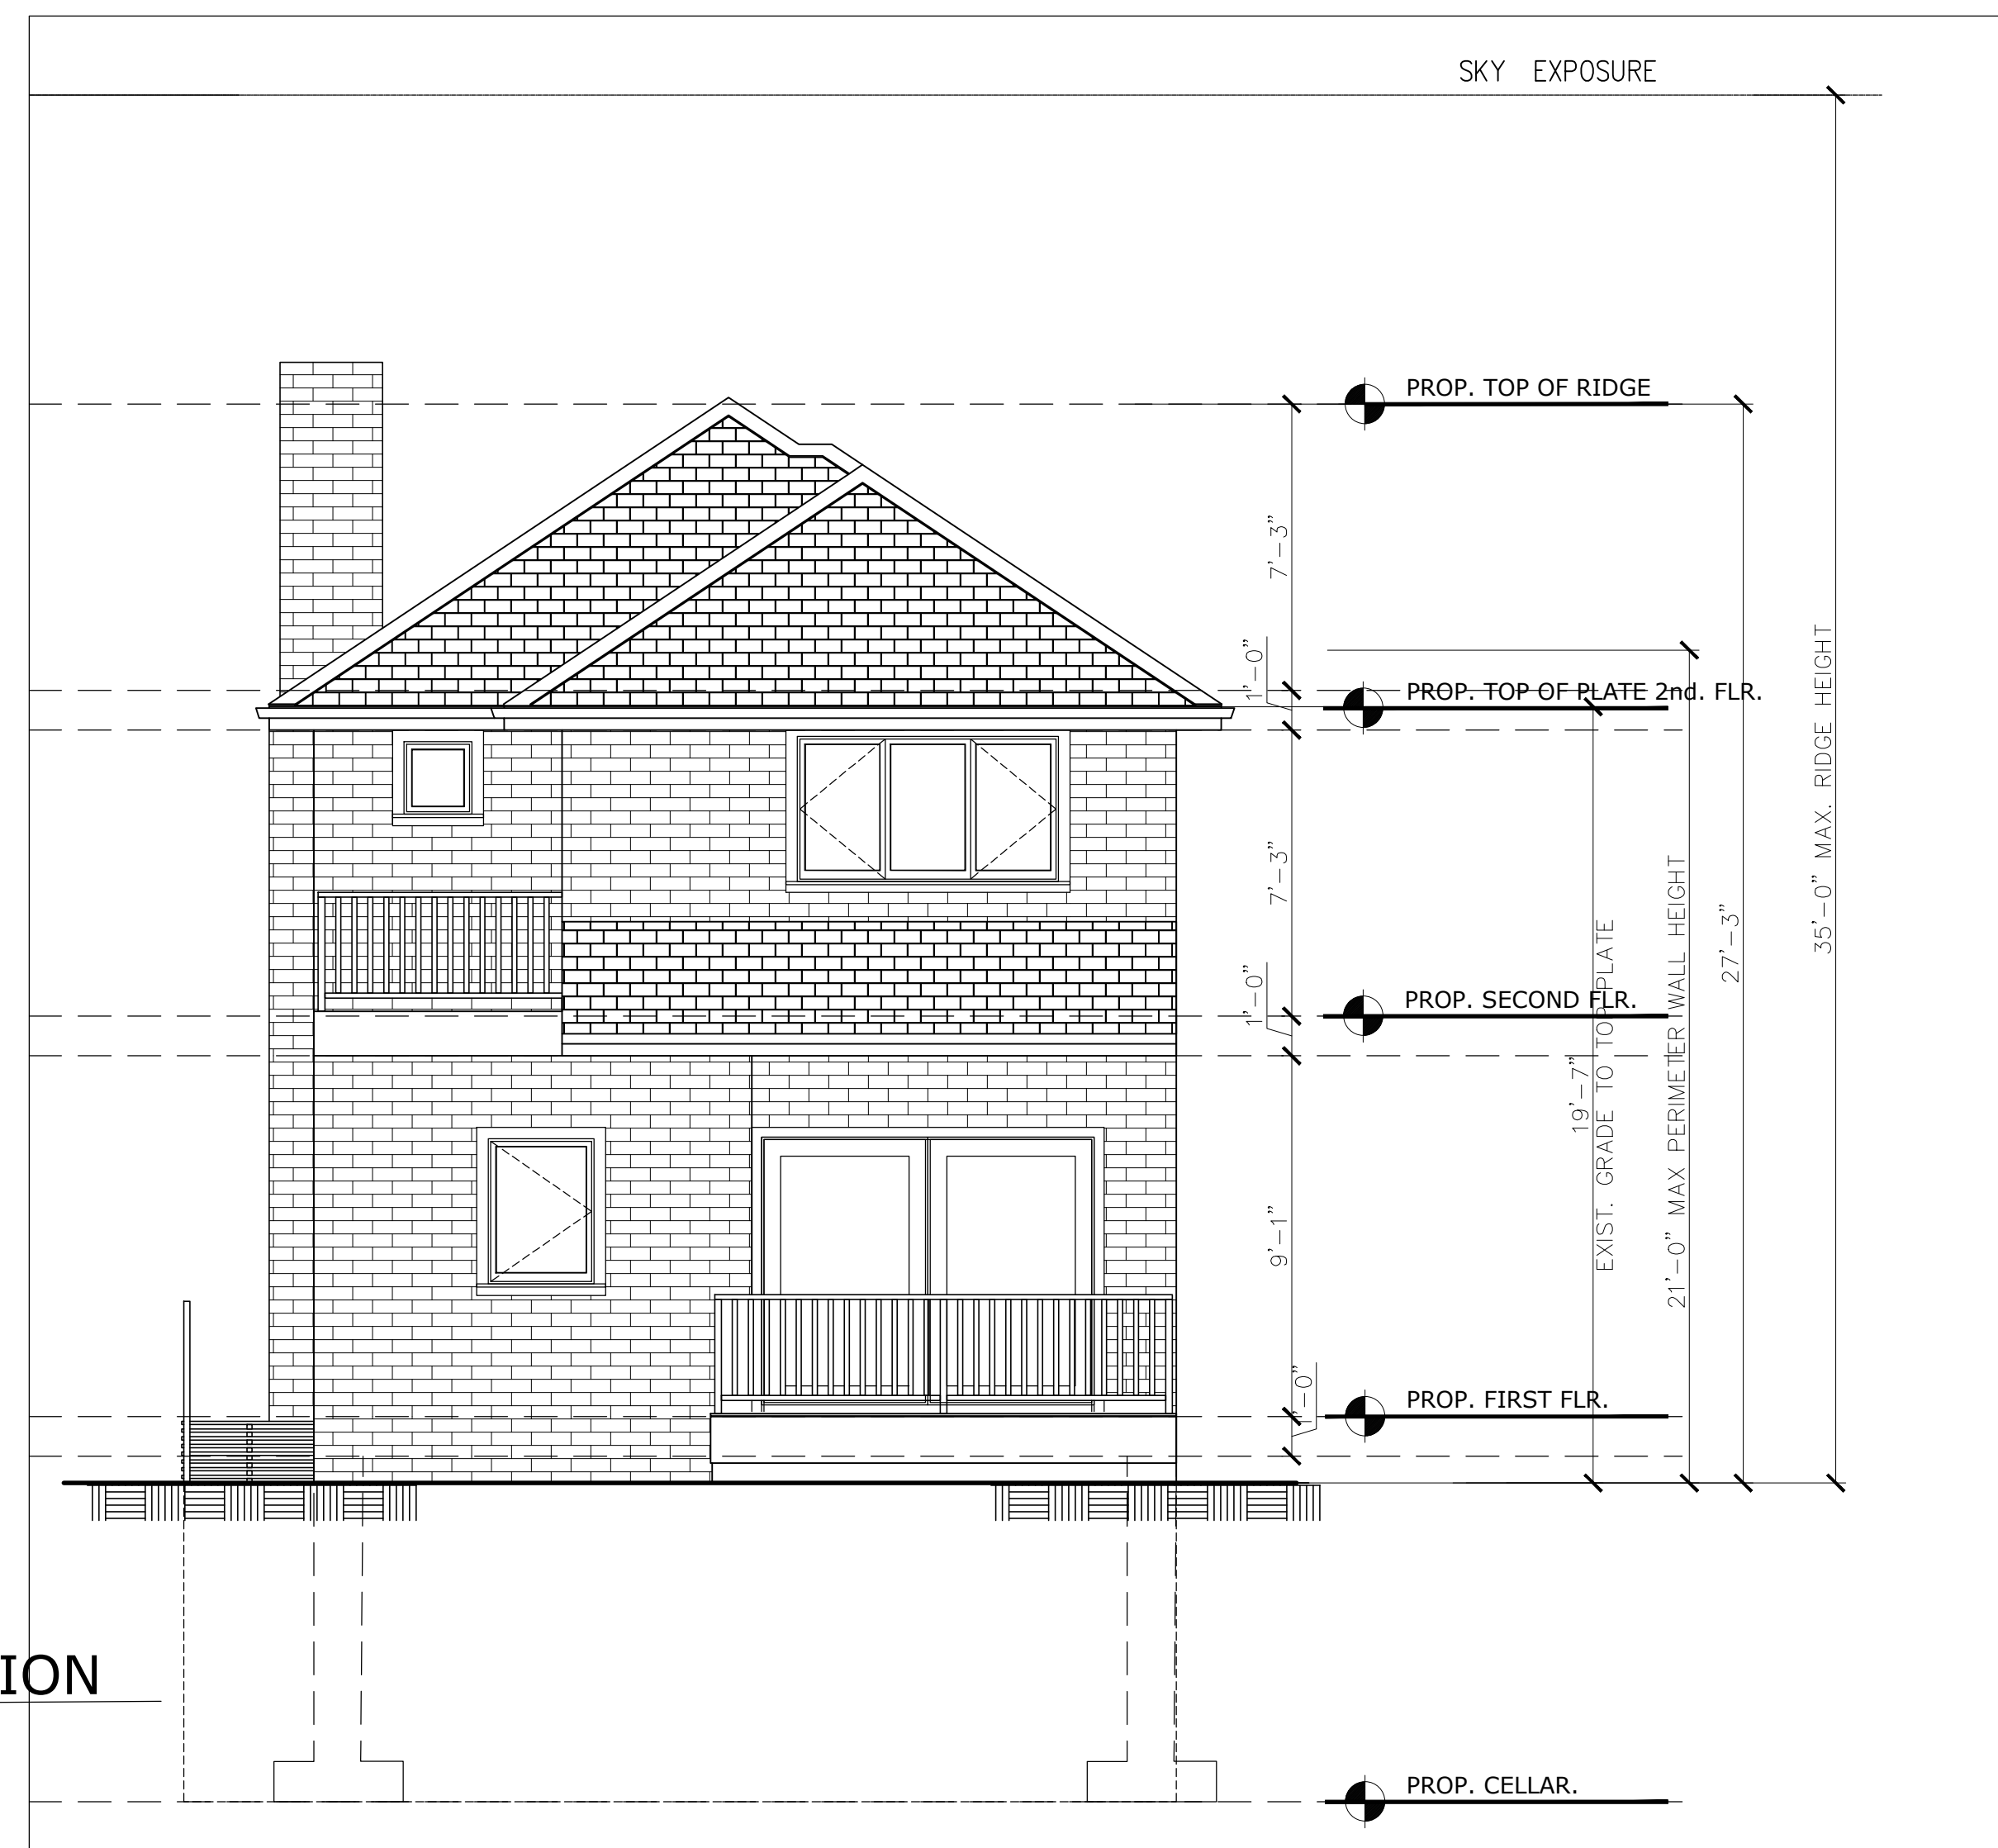 SKY EXPOSURE
PROP. TOP OF RIDGE
7'-3"
1'-0"
PROP. TOP OF PLATE 2nd. FLR.
35'-0" MAX. RIDGE HEIGHT
7'-3"
27'-3"
21'-0" MAX PERIMETER WALL HEIGHT
19'-7"
EXIST. GRADE TO TOP PLATE
1'-0"
PROP. SECOND FLR.
9'-1"
1'-0"
PROP. FIRST FLR.
ION
PROP. CELLAR.